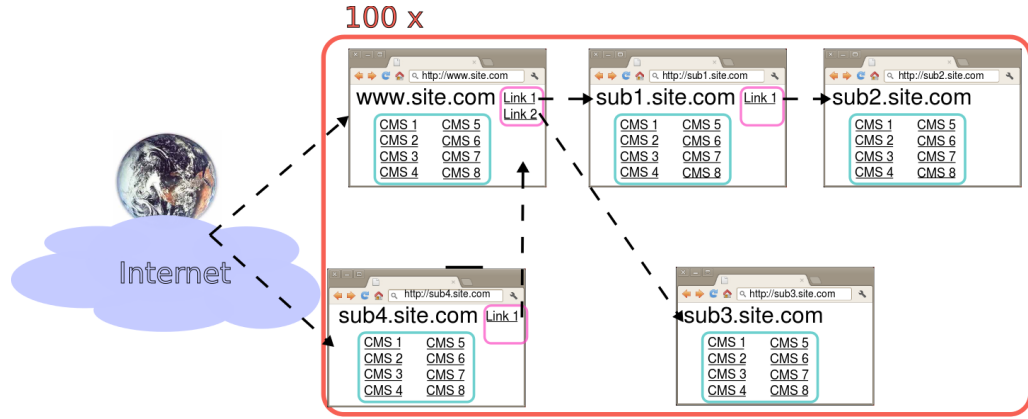 100 x
http://www.site.com
www.site.com
Link 1
Link 2
CMS 1 CMS 5
CMS 2 CMS 6
CMS 3 CMS 7
CMS 4 CMS 8
http://sub1.site.com
sub1.site.com
Link 1
CMS 1 CMS 5
CMS 2 CMS 6
CMS 3 CMS 7
CMS 4 CMS 8
http://sub2.site.com
sub2.site.com
CMS 1 CMS 5
CMS 2 CMS 6
CMS 3 CMS 7
CMS 4 CMS 8
Internet
http://sub4.site.com
sub4.site.com
Link 1
CMS 1 CMS 5
CMS 2 CMS 6
CMS 3 CMS 7
CMS 4 CMS 8
http://sub3.site.com
sub3.site.com
CMS 1 CMS 5
CMS 2 CMS 6
CMS 3 CMS 7
CMS 4 CMS 8